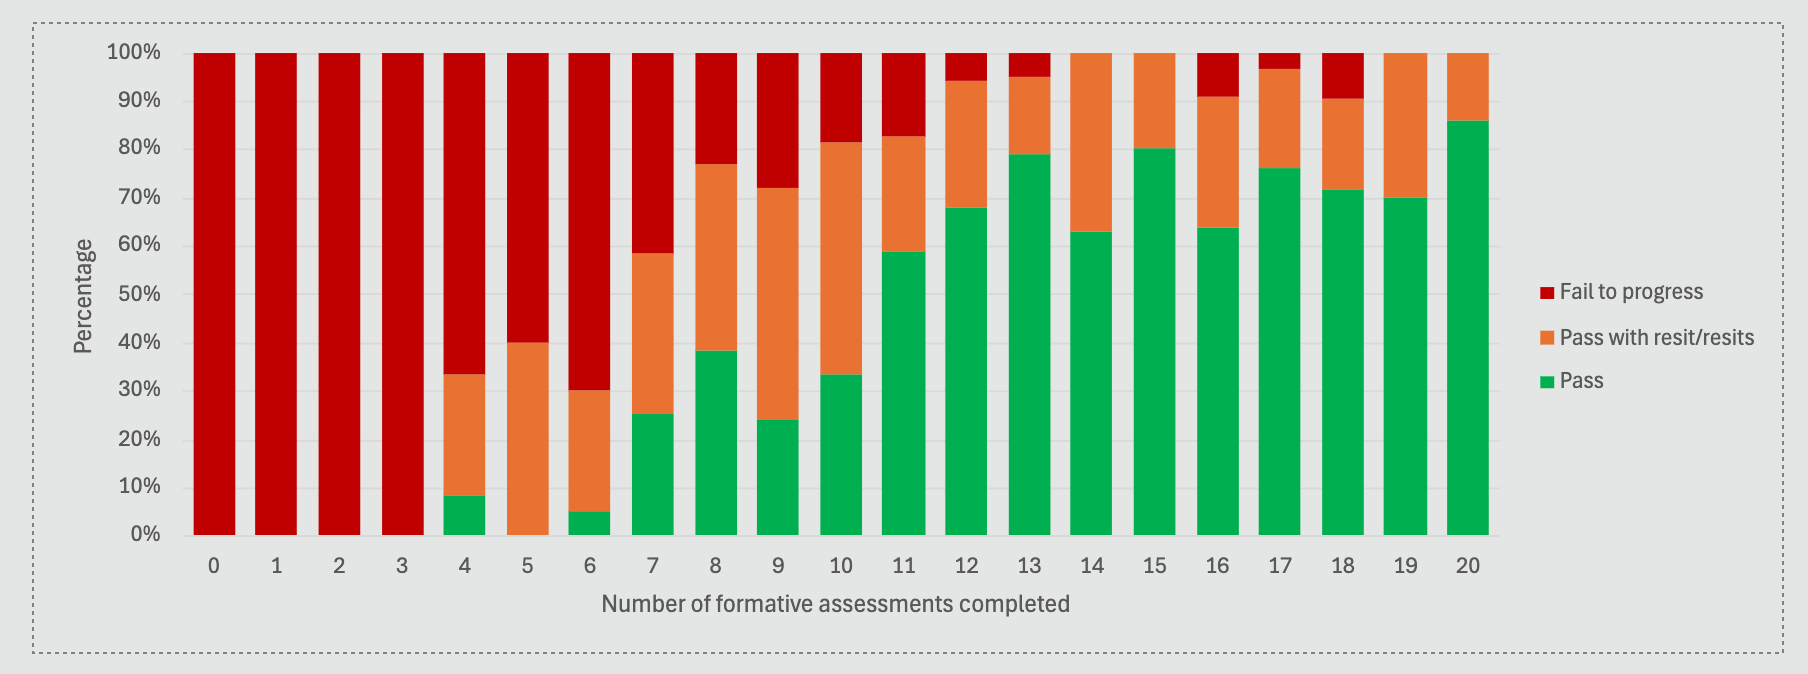 100%
90%
80%
70%
60%
50%
40%
30%
20%
10%
0%
Percentage
0 1 2 3 4 5 6 7 8 9 10 11 12 13 14 15 16 17 18 19 20
Number of formative assessments completed
Fail to progress
Pass with resit/resits
Pass